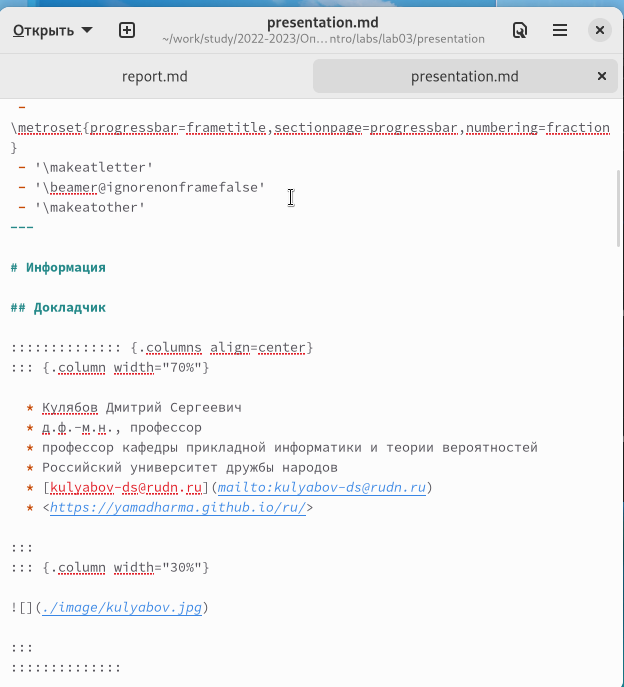 Открыть
presentation.md
~/work/study/2022-2023/Оп…ntro/labs/lab03/presentation
report.md
presentation.md
-
\metroset{progressbar=frametitle,sectionpage=progressbar,numbering=fraction
}
- '\makeatletter'
- '\beamer@ignorenonframefalse'
- '\makeatother'
---
# Информация
## Докладчик
:::::::::::::: {.columns align=center}
::: {.column width="70%"}
* Кулябов Дмитрий Сергеевич
* д.ф.-м.н., профессор
* профессор кафедры прикладной информатики и теории вероятностей
* Российский университет дружбы народов
* [kulyabov-ds@rudn.ru](mailto:kulyabov-ds@rudn.ru)
* <https://yamadharma.github.io/ru/>
:::
::: {.column width="30%"}
![](./image/kulyabov.jpg)
:::
::::::::::::::